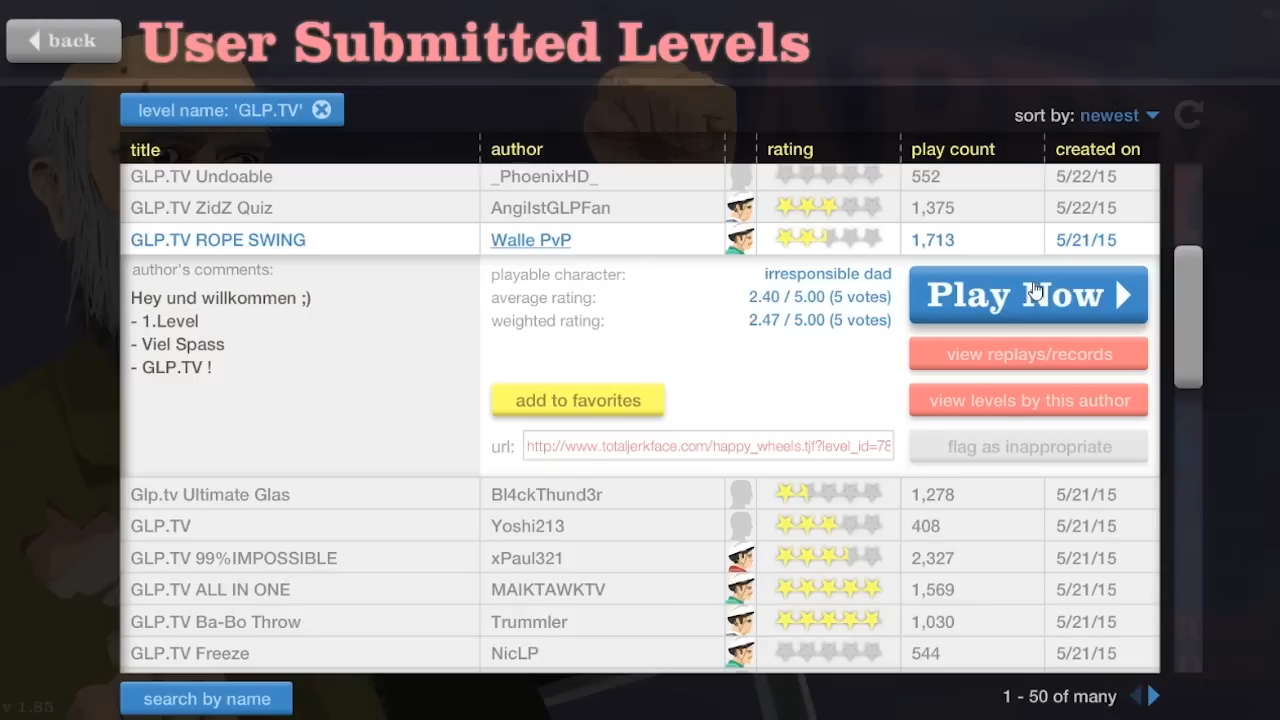 back
User Submitted Levels
level name: 'GLP.TV'
sort by: newest
title author rating play count created on
GLP.TV Undoable _PhoenixHD_ 552 5/22/15
GLP.TV ZidZ Quiz AngilstGLPFan 1,375 5/22/15
GLP.TV ROPE SWING Walle PvP 1,713 5/21/15
author's comments:
Hey und willkommen ;)
- 1.Level
- Viel Spass
- GLP.TV !
playable character: irresponsible dad
average rating: 2.40 / 5.00 (5 votes)
weighted rating: 2.47 / 5.00 (5 votes)
add to favorites
url: http://www.totaljerkface.com/happy_wheels.tjf?level_id=78
Play Now
view replays/records
view levels by this author
flag as inappropriate
Glp.tv Ultimate Glas Bl4ckThund3r 1,278 5/21/15
GLP.TV Yoshi213 408 5/21/15
GLP.TV 99%IMPOSSIBLE xPaul321 2,327 5/21/15
GLP.TV ALL IN ONE MAIKTAWKTV 1,569 5/21/15
GLP.TV Ba-Bo Throw Trummler 1,030 5/21/15
GLP.TV Freeze NicLP 544 5/21/15
search by name
1 - 50 of many
v 1.85